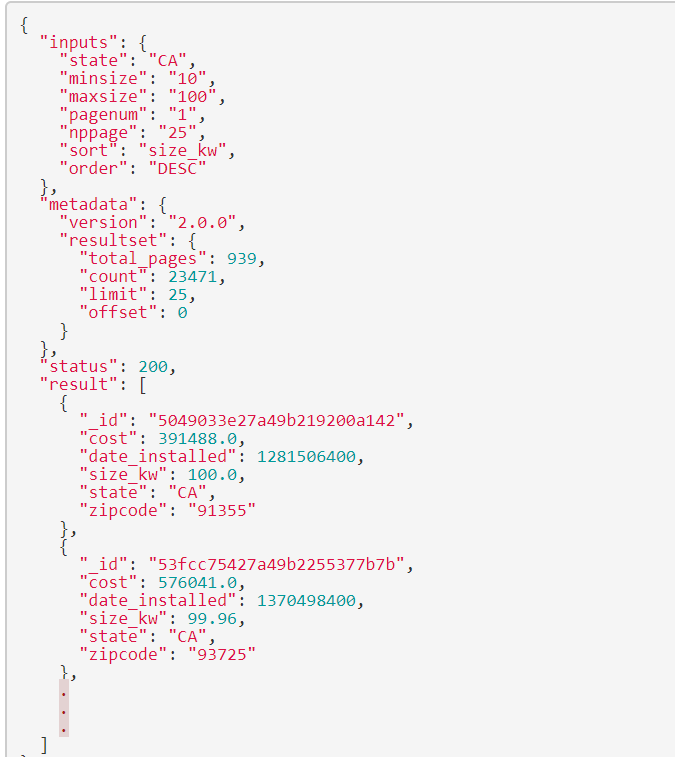 {
  "inputs": {
    "state": "CA",
    "minsize": "10",
    "maxsize": "100",
    "pagenum": "1",
    "nppage": "25",
    "sort": "size_kw",
    "order": "DESC"
  },
  "metadata": {
    "version": "2.0.0",
    "resultset": {
      "total_pages": 939,
      "count": 23471,
      "limit": 25,
      "offset": 0
    }
  },
  "status": 200,
  "result": [
    {
      "_id": "5049033e27a49b219200a142",
      "cost": 391488.0,
      "date_installed": 1281506400,
      "size_kw": 100.0,
      "state": "CA",
      "zipcode": "91355"
    },
    {
      "_id": "53fcc75427a49b2255377b7b",
      "cost": 576041.0,
      "date_installed": 1370498400,
      "size_kw": 99.96,
      "state": "CA",
      "zipcode": "93725"
    },
    .
    .
    .
  ]
}